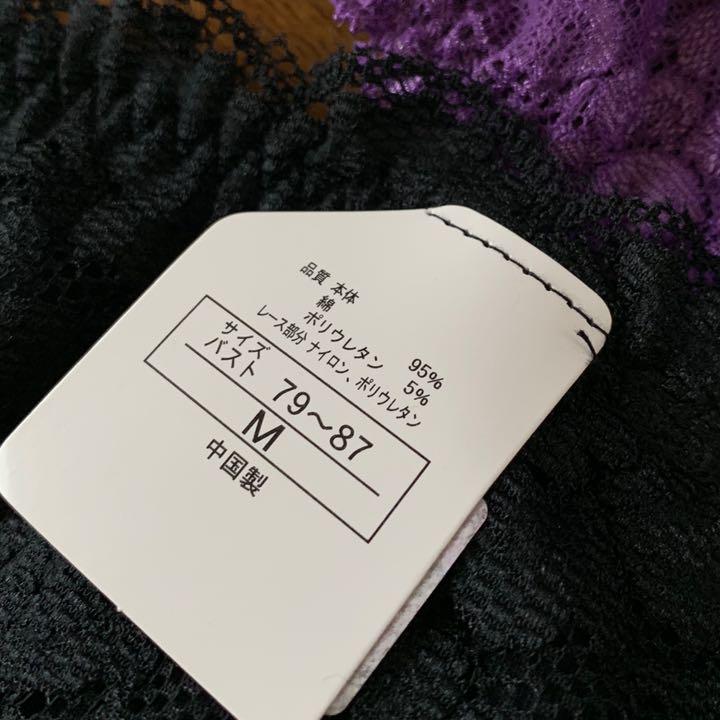 品質 本体
綿 95%
ポリウレタン 5%
レース部分 ナイロン、ポリウレタン
サイズ
バスト 79～87
M
中国製